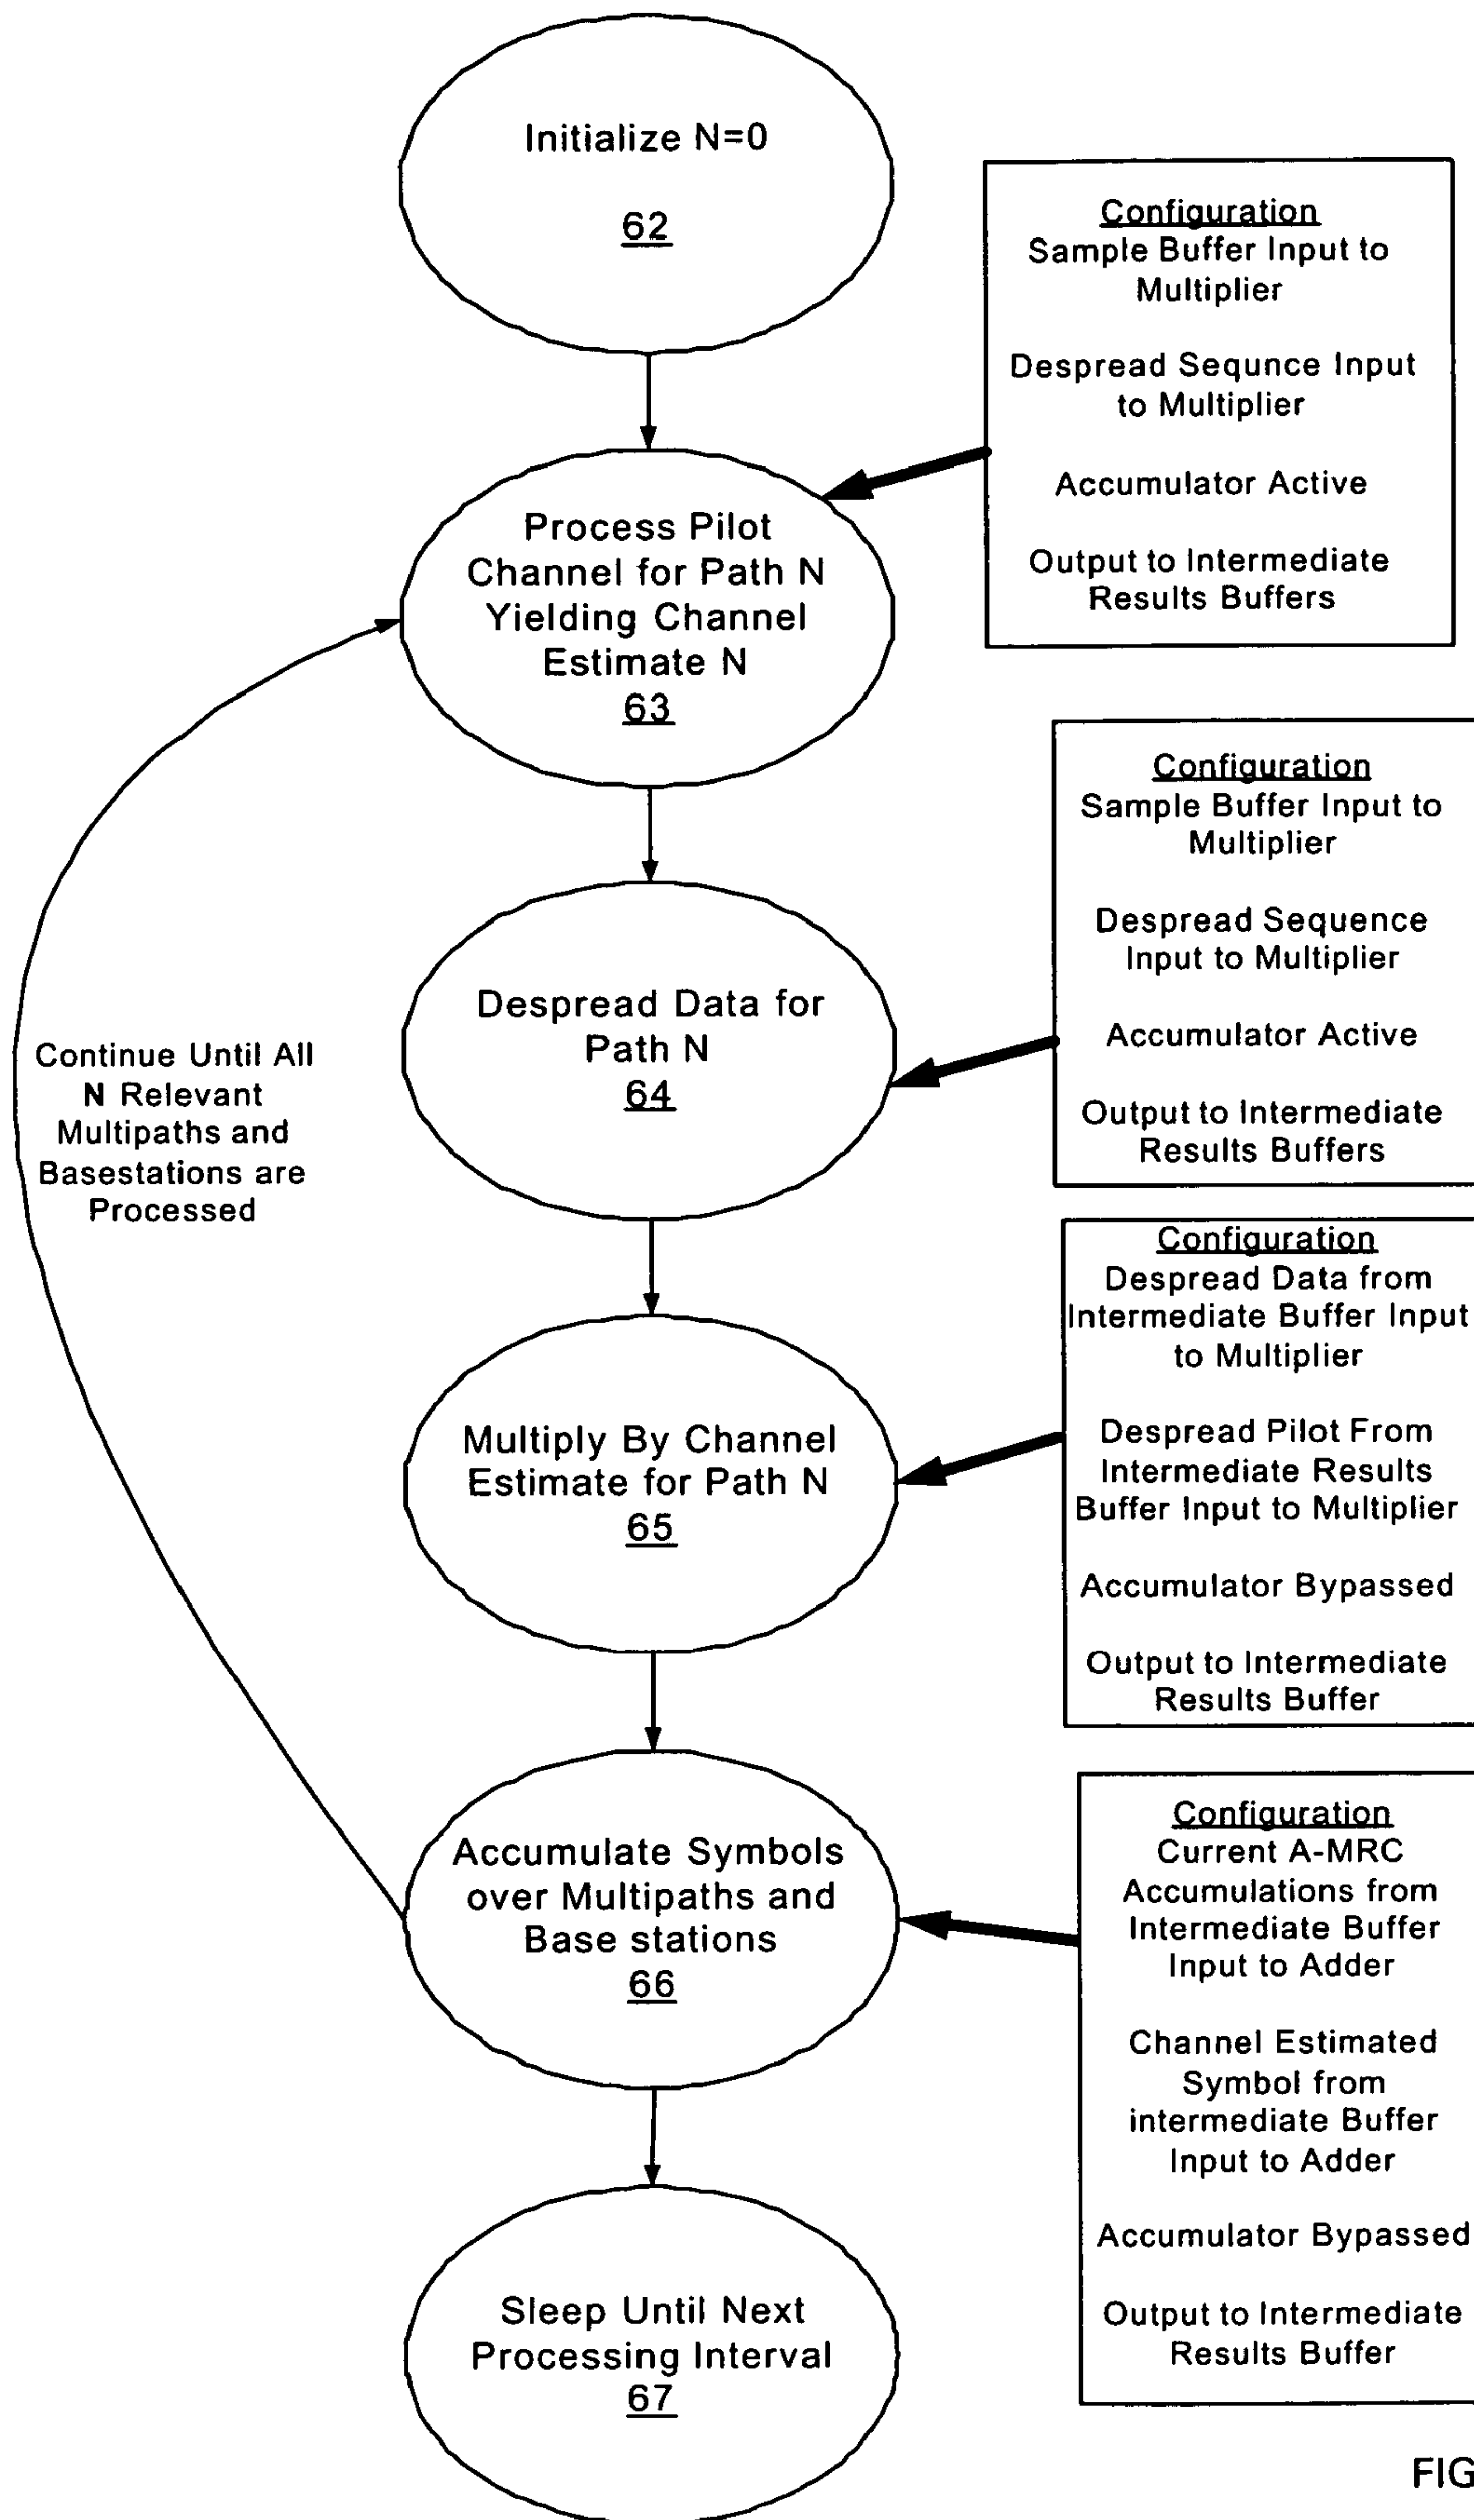 Initialize N=0
62
Configuration
Sample Buffer Input to
Multiplier
Despread Sequnce Input
to Multiplier
Accumulator Active
Output to Intermediate
Results Buffers
Process Pilot
Channel for Path N
Yielding Channel
Estimate N
63
Configuration
Sample Buffer Input to
Multiplier
Despread Sequence
Input to Multiplier
Accumulator Active
Output to Intermediate
Results Buffers
Despread Data for
Path N
64
Continue Until All
N Relevant
Multipaths and
Basestations are
Processed
Configuration
Despread Data from
Intermediate Buffer Input
to Multiplier
Despread Pilot From
Intermediate Results
Buffer Input to Multiplier
Accumulator Bypassed
Output to Intermediate
Results Buffer
Multiply By Channel
Estimate for Path N
65
Configuration
Current A-MRC
Accumulations from
Intermediate Buffer
Input to Adder
Channel Estimated
Symbol from
intermediate Buffer
Input to Adder
Accumulator Bypassed
Output to Intermediate
Results Buffer
Accumulate Symbols
over Multipaths and
Base stations
66
Sleep Until Next
Processing Interval
67
FIG